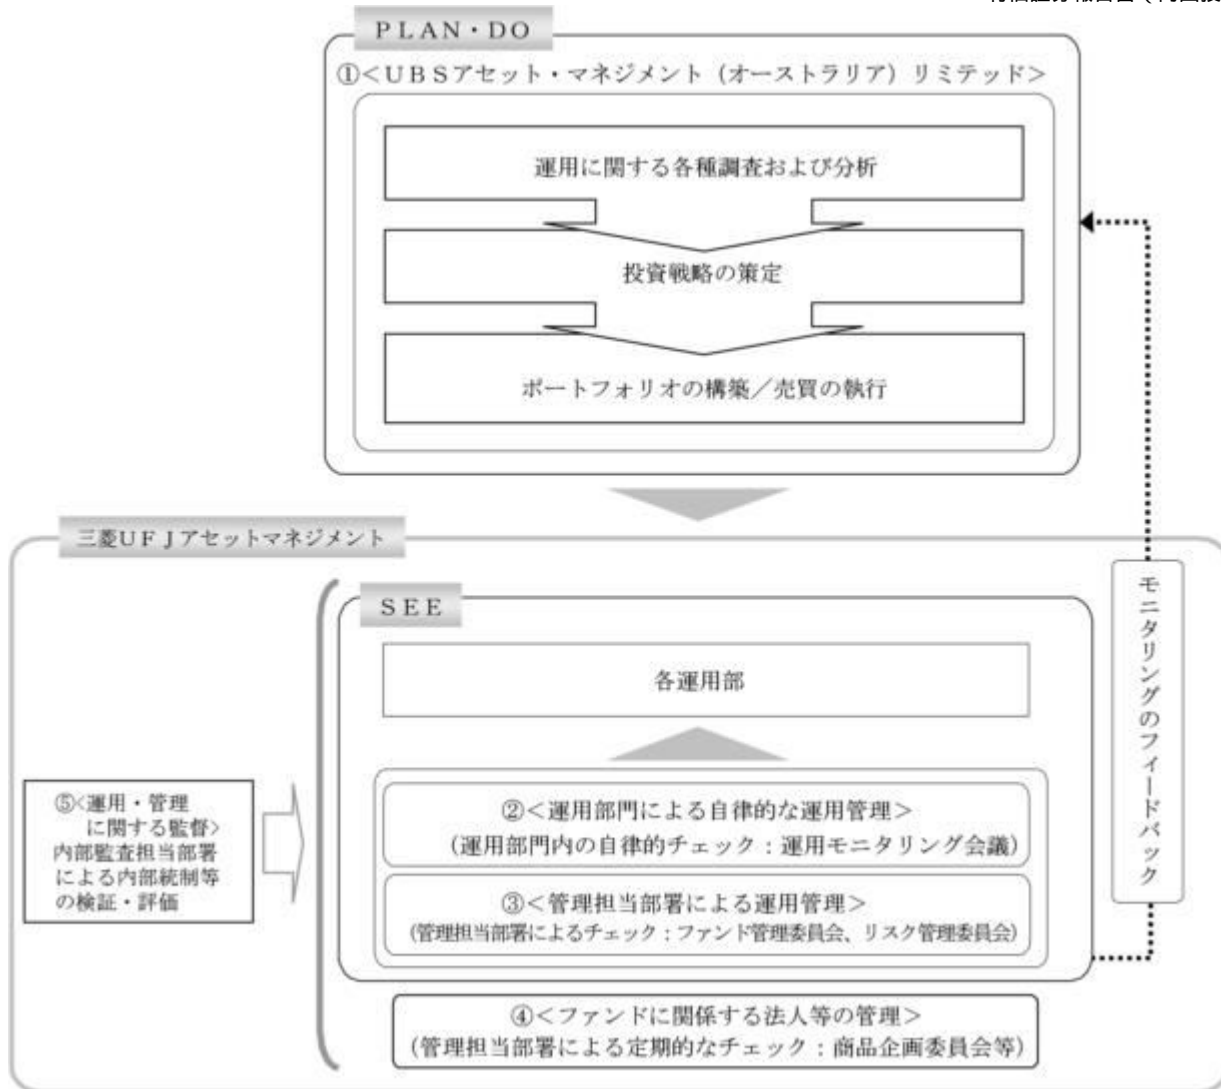 PLAN・DO
①<UBSアセット・マネジメント(オーストラリア)リミテッド>
運用に関する各種調査および分析
投資戦略の策定
ポートフォリオの構築/売買の執行
三菱UFJアセットマネジメント
SEE
各運用部
②<運用部門による自律的な運用管理>
(運用部門内の自律的チェック:運用モニタリング会議)
③<管理担当部署による運用管理>
(管理担当部署によるチェック:ファンド管理委員会、リスク管理委員会)
④<ファンドに関係する法人等の管理>
(管理担当部署による定期的なチェック:商品企画委員会等)
⑤<運用・管理
に関する監督>
内部監査担当部署
による内部統制等
の検証・評価
モニタリングのフィードバック